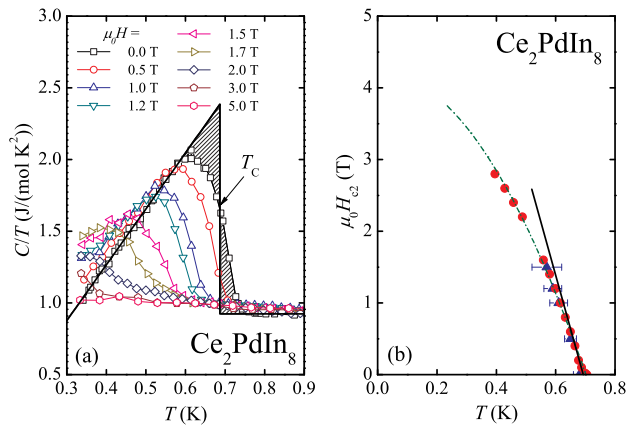 μ₀H =
0.0 T
0.5 T
1.0 T
1.2 T
1.5 T
1.7 T
2.0 T
3.0 T
5.0 T
T_C
C/T (J/(mol K²))
3.0
2.5
2.0
1.5
1.0
0.5
(a)
Ce₂PdIn₈
0.3 0.4 0.5 0.6 0.7 0.8 0.9
T (K)
Ce₂PdIn₈
μ₀H_c2 (T)
5
4
3
2
1
0
(b)
0.0 0.2 0.4 0.6 0.8
T (K)